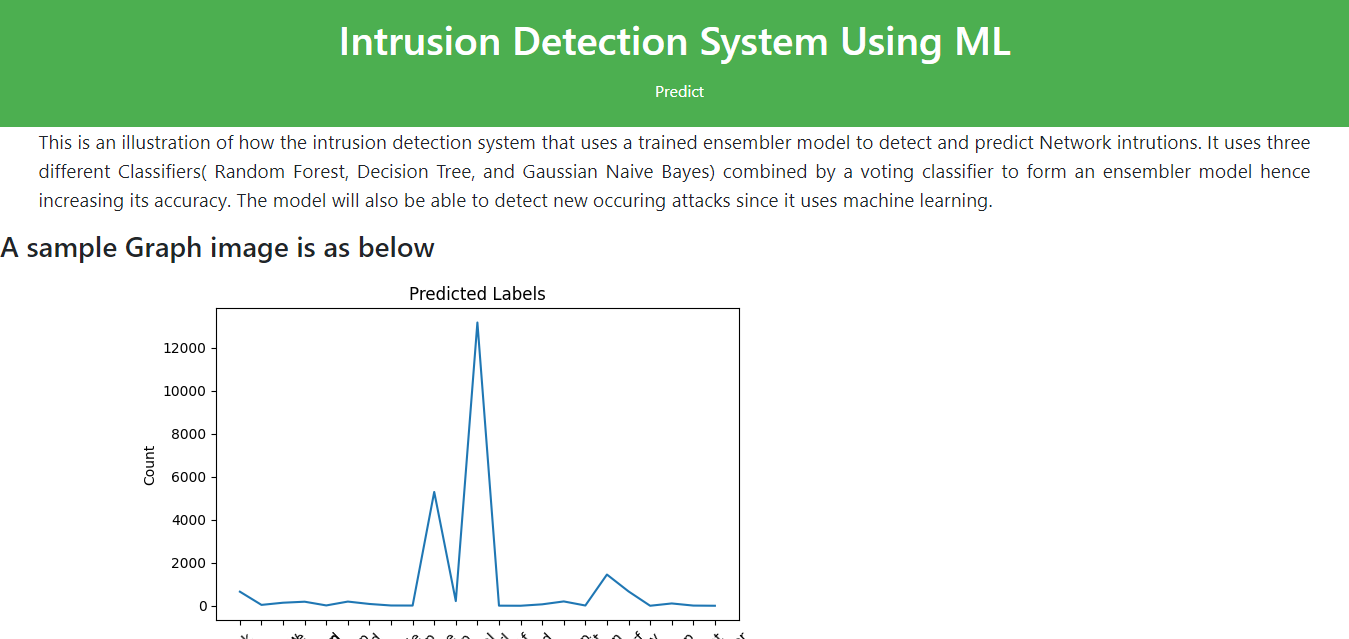 Intrusion Detection System Using ML
Predict
This is an illustration of how the intrusion detection system that uses a trained ensembler model to detect and predict Network intrutions. It uses three
different Classifiers( Random Forest, Decision Tree, and Gaussian Naive Bayes) combined by a voting classifier to form an ensembler model hence
increasing its accuracy. The model will also be able to detect new occuring attacks since it uses machine learning.
A sample Graph image is as below
Predicted Labels
12000
10000
8000
6000
4000
2000
0
Count